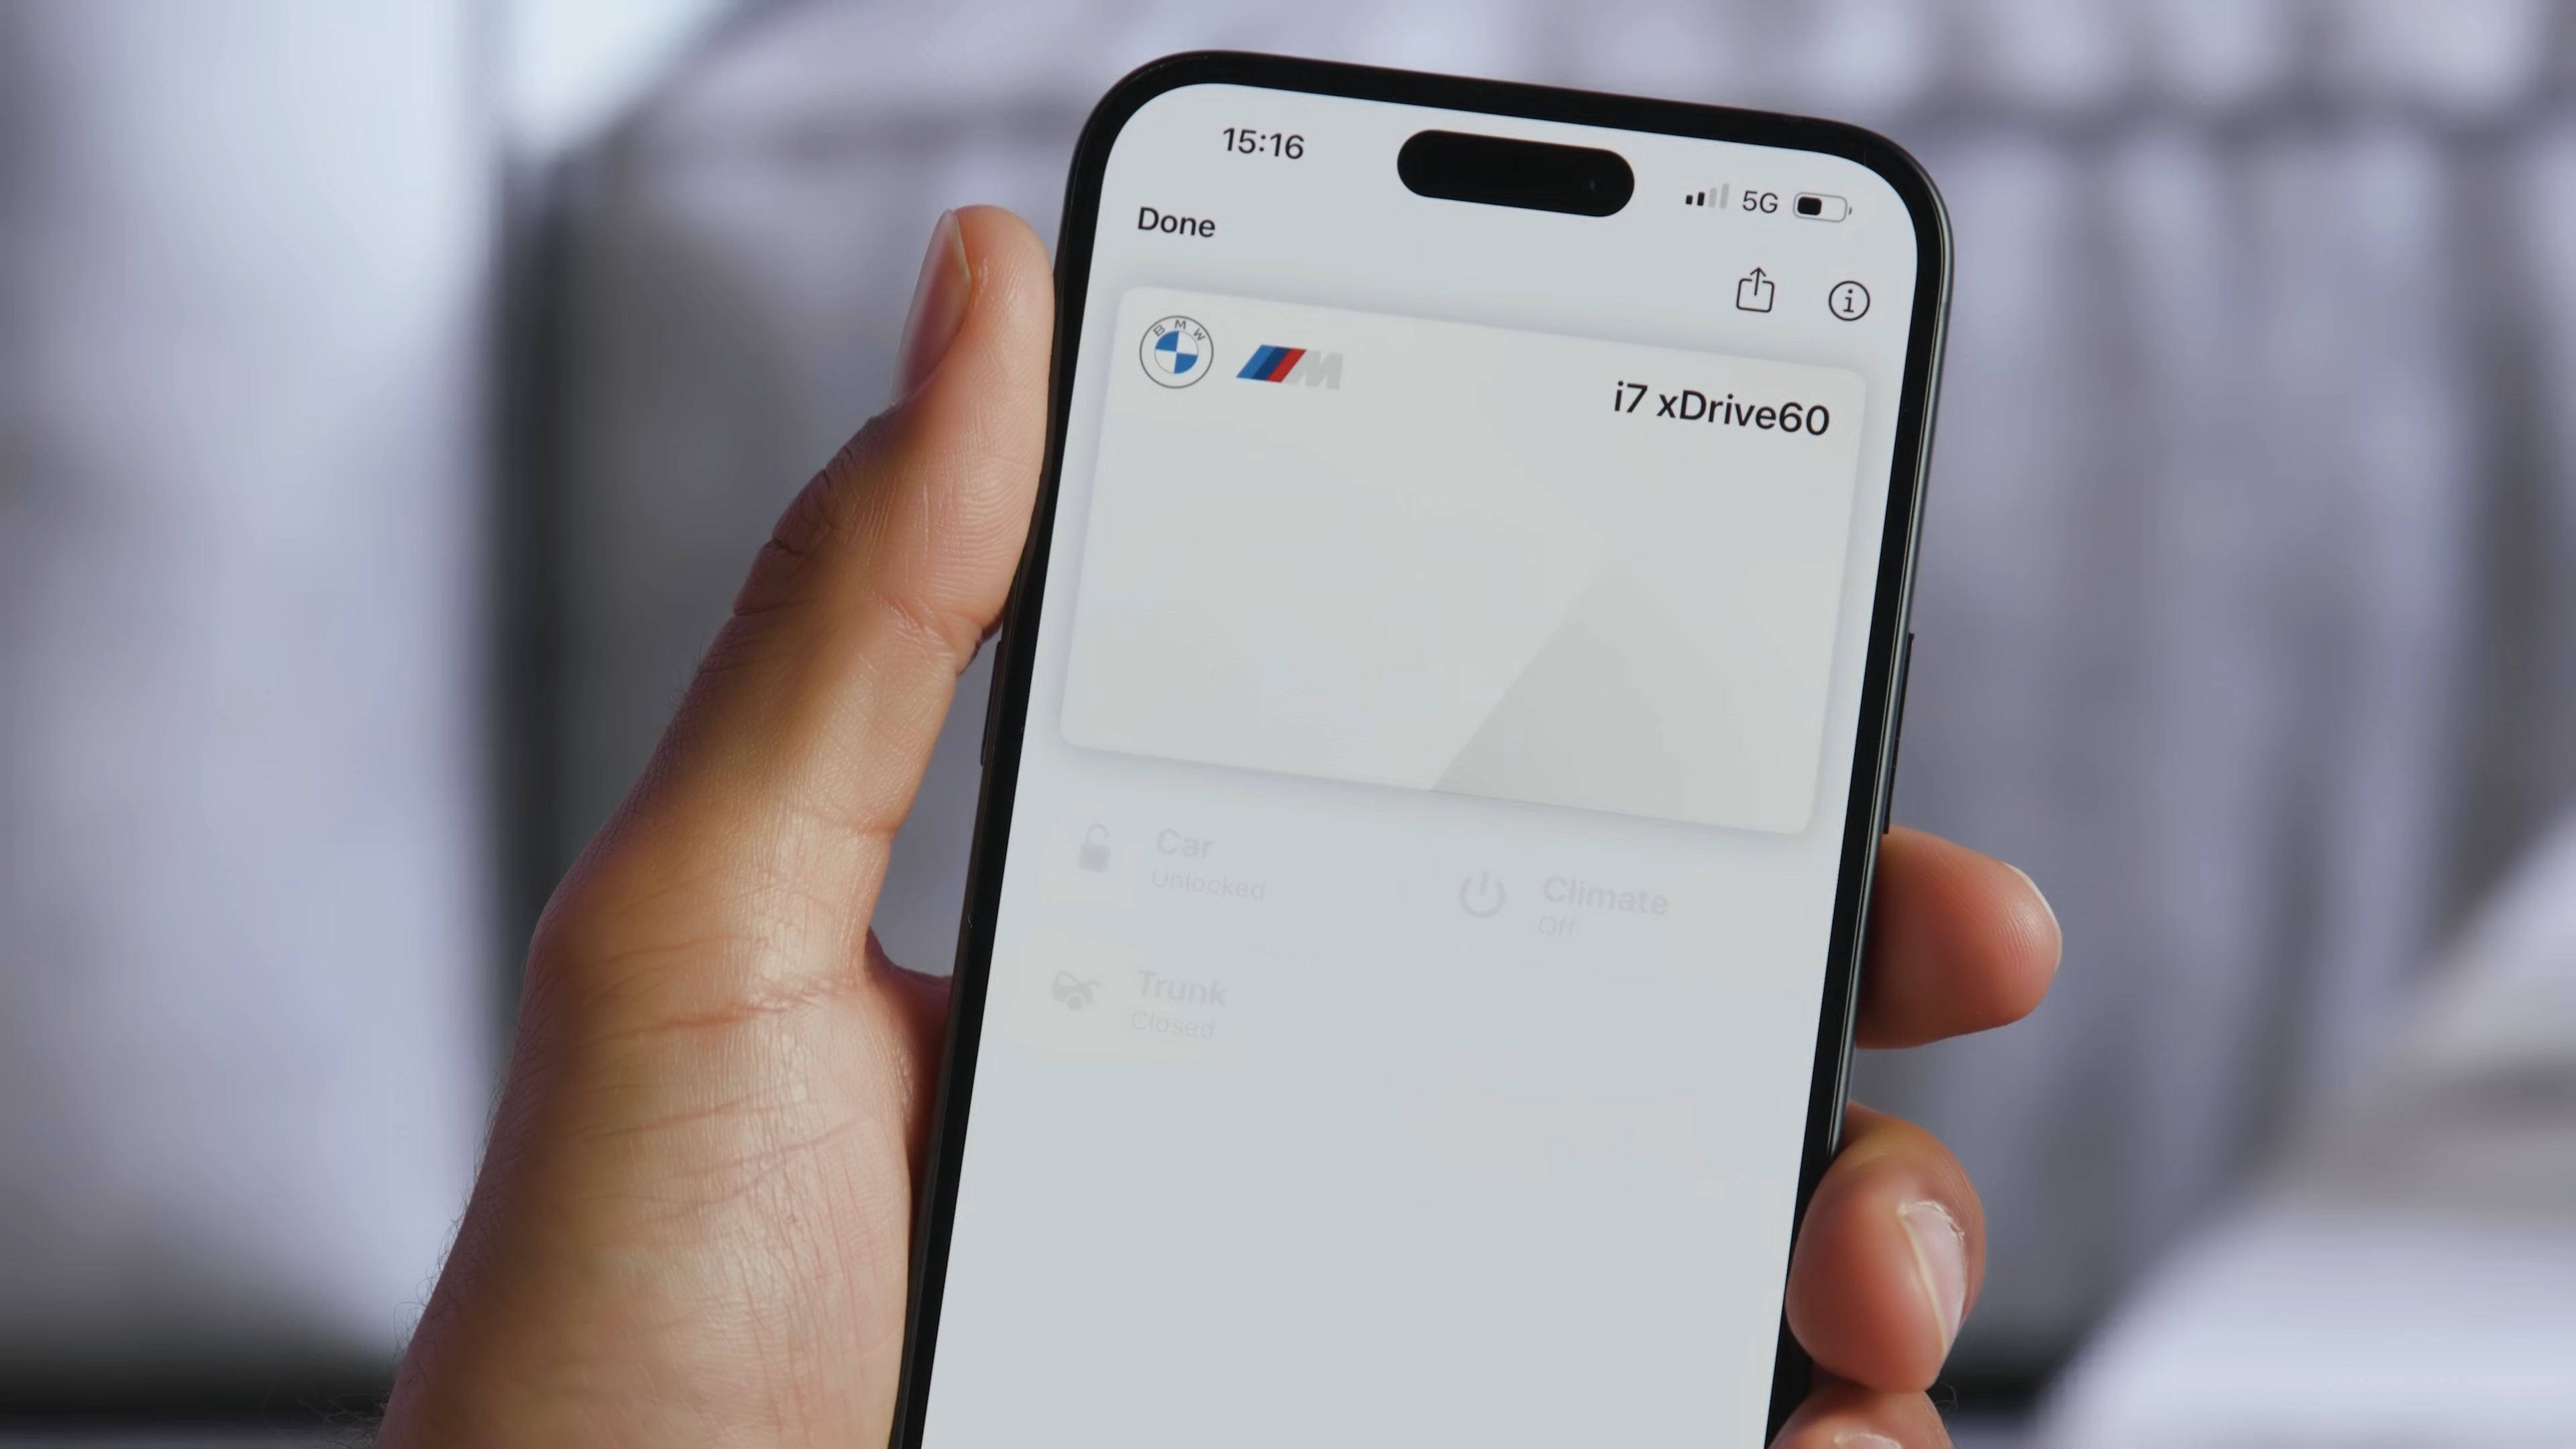 15:16
5G
Done
BMW
M
i7 xDrive60
Car
Unlocked
Climate
Off
Trunk
Closed